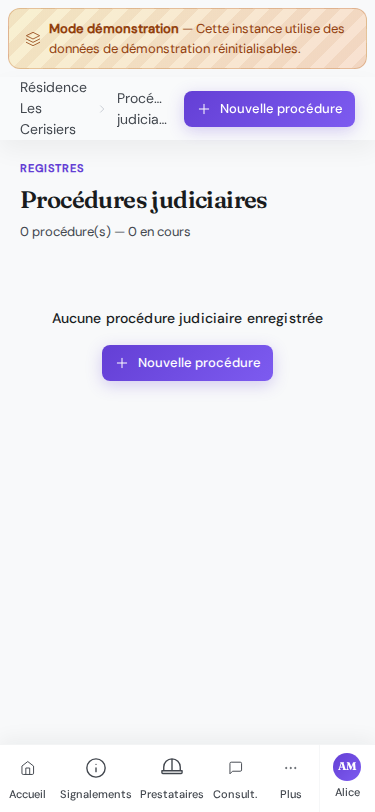 Mode démonstration — Cette instance utilise des
données de démonstration réinitialisables.
Résidence
Les
Cerisiers
Procé...
judicia...
Nouvelle procédure
REGISTRES
Procédures judiciaires
0 procédure(s) — 0 en cours
Aucune procédure judiciaire enregistrée
Nouvelle procédure
AM
Accueil
Signalements
Prestataires
Consult.
Plus
Alice